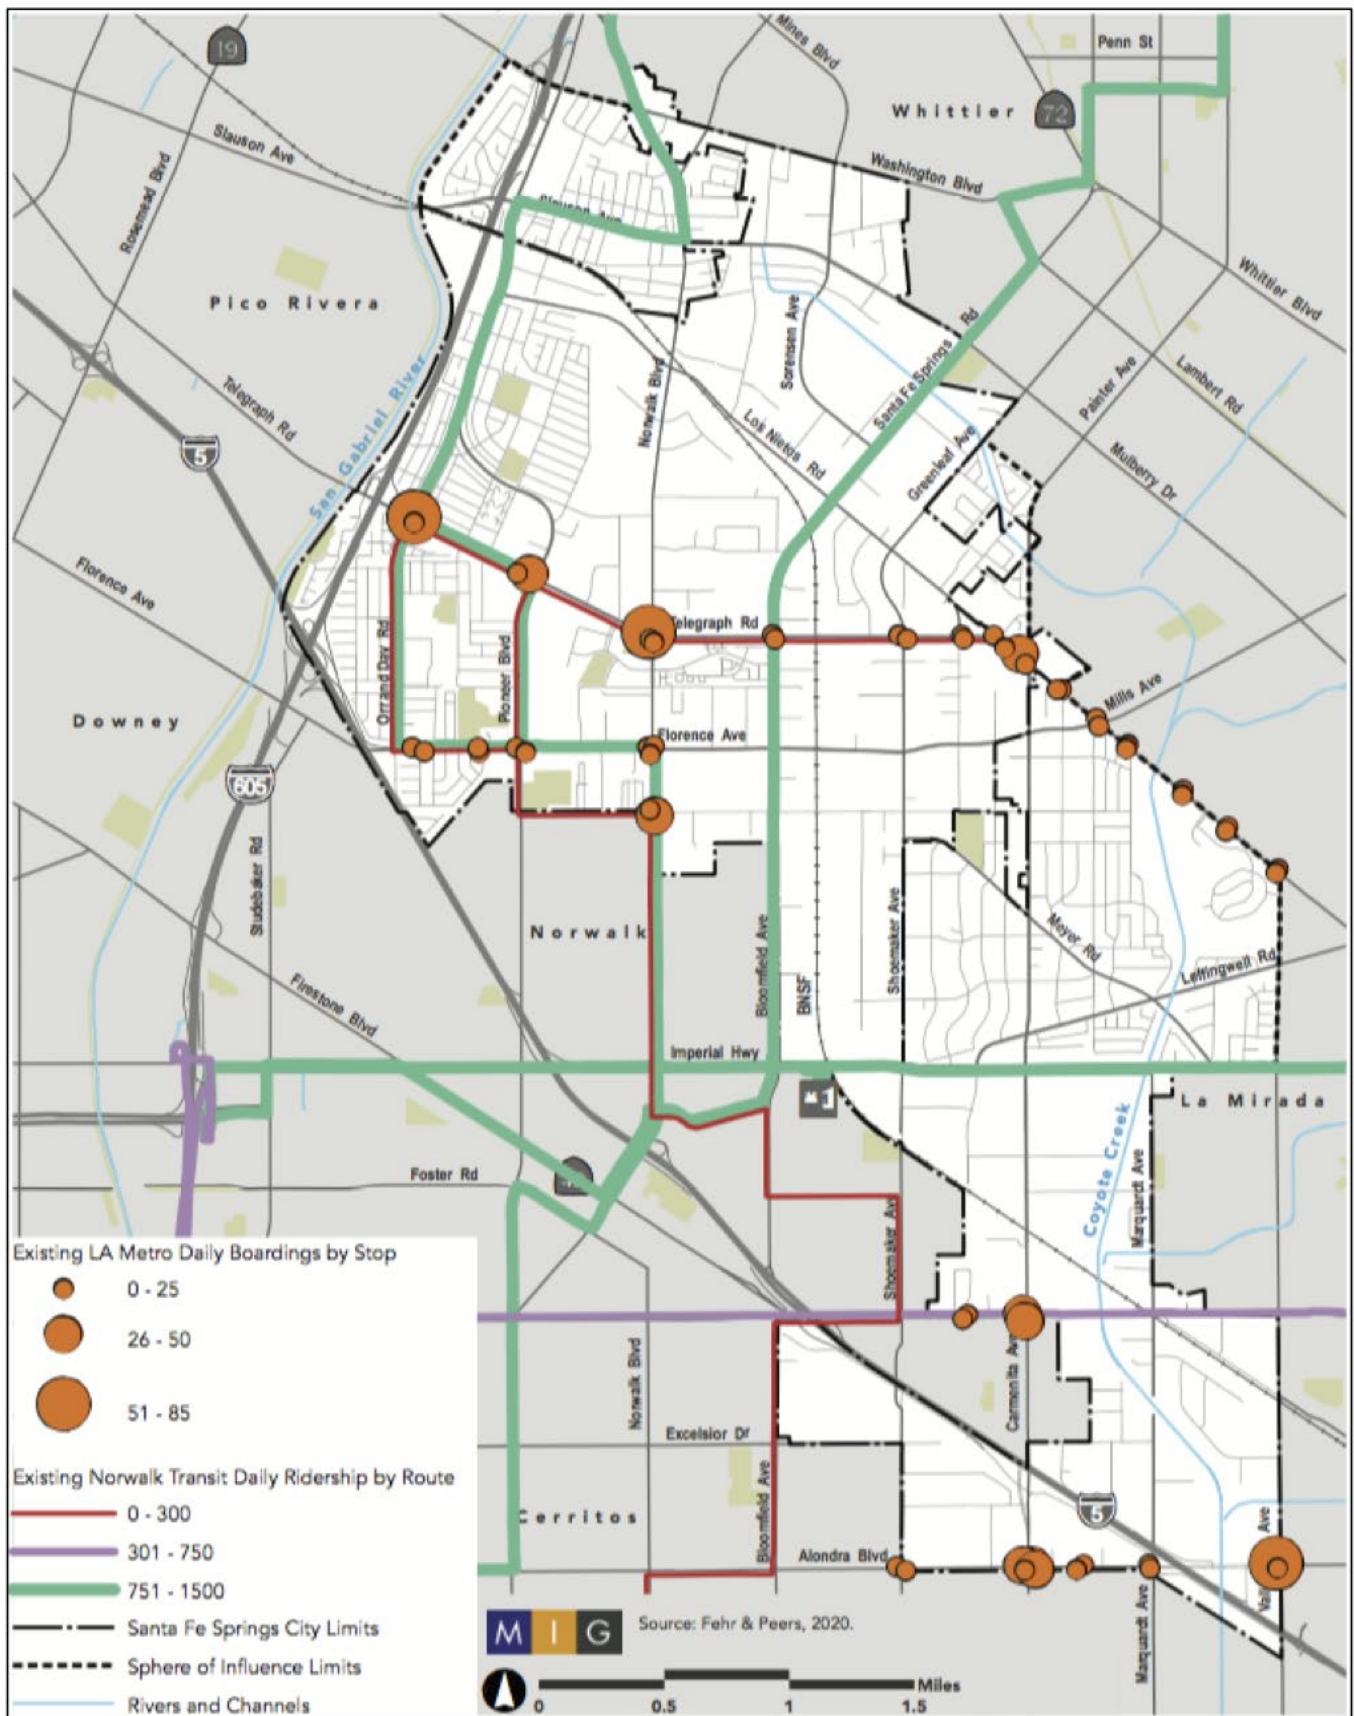 19
Mines Blvd
Penn St
Whittier
72
Slauson Ave
Rosemead Blvd
Washington Blvd
Slauson Ave
Pico Rivera
Whittier Blvd
Sorensen Ave
Santa Fe Springs Rd
Norwalk Blvd
Painter Ave
Lambert Rd
Telegraph Rd
San Gabriel River
Los Nietos Rd
Greenleaf Ave
Mulberry Dr
5
Florence Ave
Telegraph Rd
Orr and Day Rd
Pioneer Blvd
Mills Ave
Downey
Florence Ave
605
Studebaker Rd
Norwalk
Bloomfield Ave
Shoemaker Ave
Meyer Rd
Leffingwell Rd
BNSF
Firestone Blvd
Imperial Hwy
La Mirada
Coyote Creek
Marquardt Ave
Foster Rd
Shoemaker Ave
Existing LA Metro Daily Boardings by Stop
0 - 25
26 - 50
51 - 85
Norwalk Blvd
Carmenita Ave
Excelsior Dr
Existing Norwalk Transit Daily Ridership by Route
0 - 300
301 - 750
751 - 1500
Santa Fe Springs City Limits
Sphere of Influence Limits
Rivers and Channels
Cerritos
Bloomfield Ave
5
Alondra Blvd
Ave
Marquardt Ave
MIG
Source: Fehr & Peers, 2020.
Miles
0 0.5 1 1.5